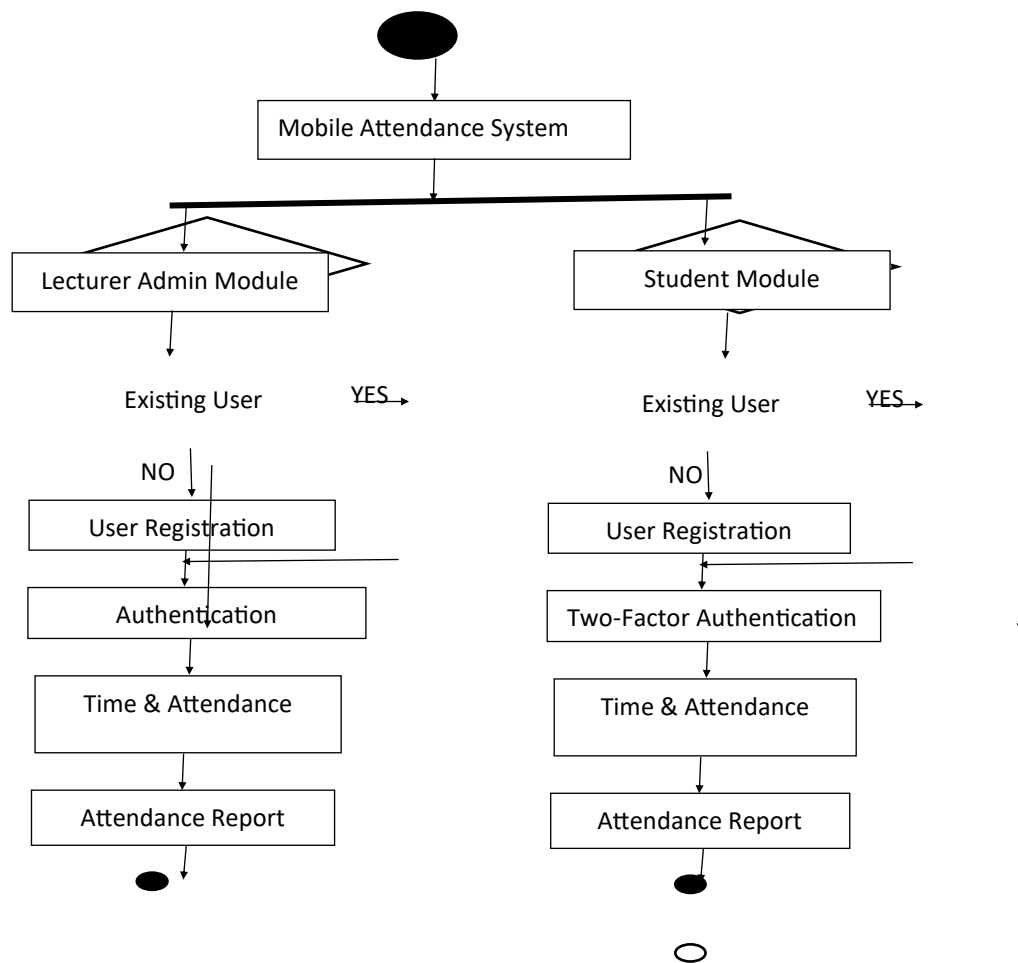 Mobile Attendance System
Lecturer Admin Module
Student Module
Existing User
YES
Existing User
YES
NO
NO
User Registration
User Registration
Authentication
Two-Factor Authentication
Time & Attendance
Time & Attendance
Attendance Report
Attendance Report